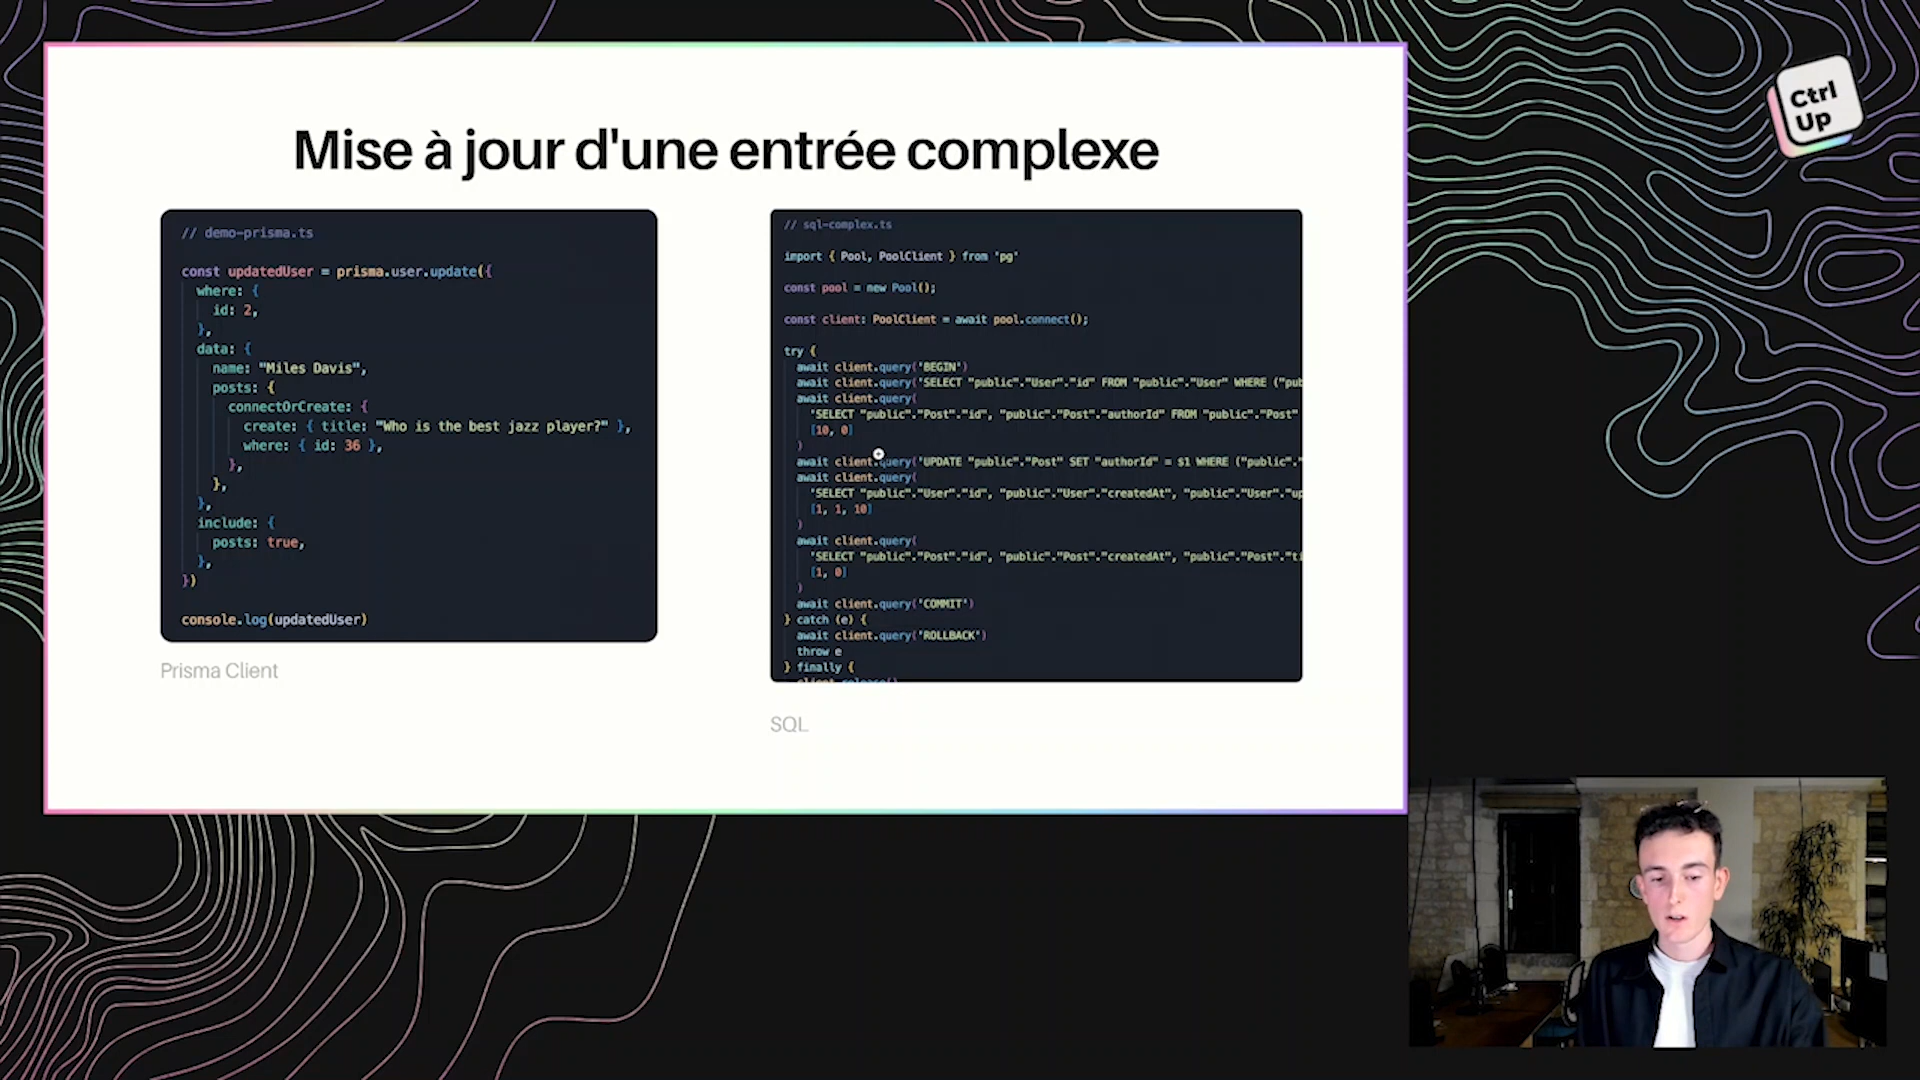 Mise à jour d'une entrée complexe
// demo-prisma.ts
const updatedUser = prisma.user.update({
where: {
id: 2,
},
data: {
name: "Miles Davis",
posts: {
connectOrCreate: {
create: { title: "Who is the best jazz player?" },
where: { id: 36 },
},
},
},
include: {
posts: true,
},
})
console.log(updatedUser)
Prisma Client
// sql-complex.ts
import { Pool, PoolClient } from 'pg'
const pool = new Pool();
const client: PoolClient = await pool.connect();
try {
await client.query('BEGIN')
await client.query('SELECT "public"."User"."id" FROM "public"."User" WHERE ("pub
await client.query(
'SELECT "public"."Post"."id", "public"."Post"."authorId" FROM "public"."Post"
[10, 0]
)
await client.query('UPDATE "public"."Post" SET "authorId" = $1 WHERE ("public"."
await client.query(
'SELECT "public"."User"."id", "public"."User"."createdAt", "public"."User"."up
[1, 1, 10]
)
await client.query(
'SELECT "public"."Post"."id", "public"."Post"."createdAt", "public"."Post"."ti
[1, 0]
)
await client.query('COMMIT')
} catch (e) {
await client.query('ROLLBACK')
throw e
} finally {
client.release()
SQL
Ctrl
Up